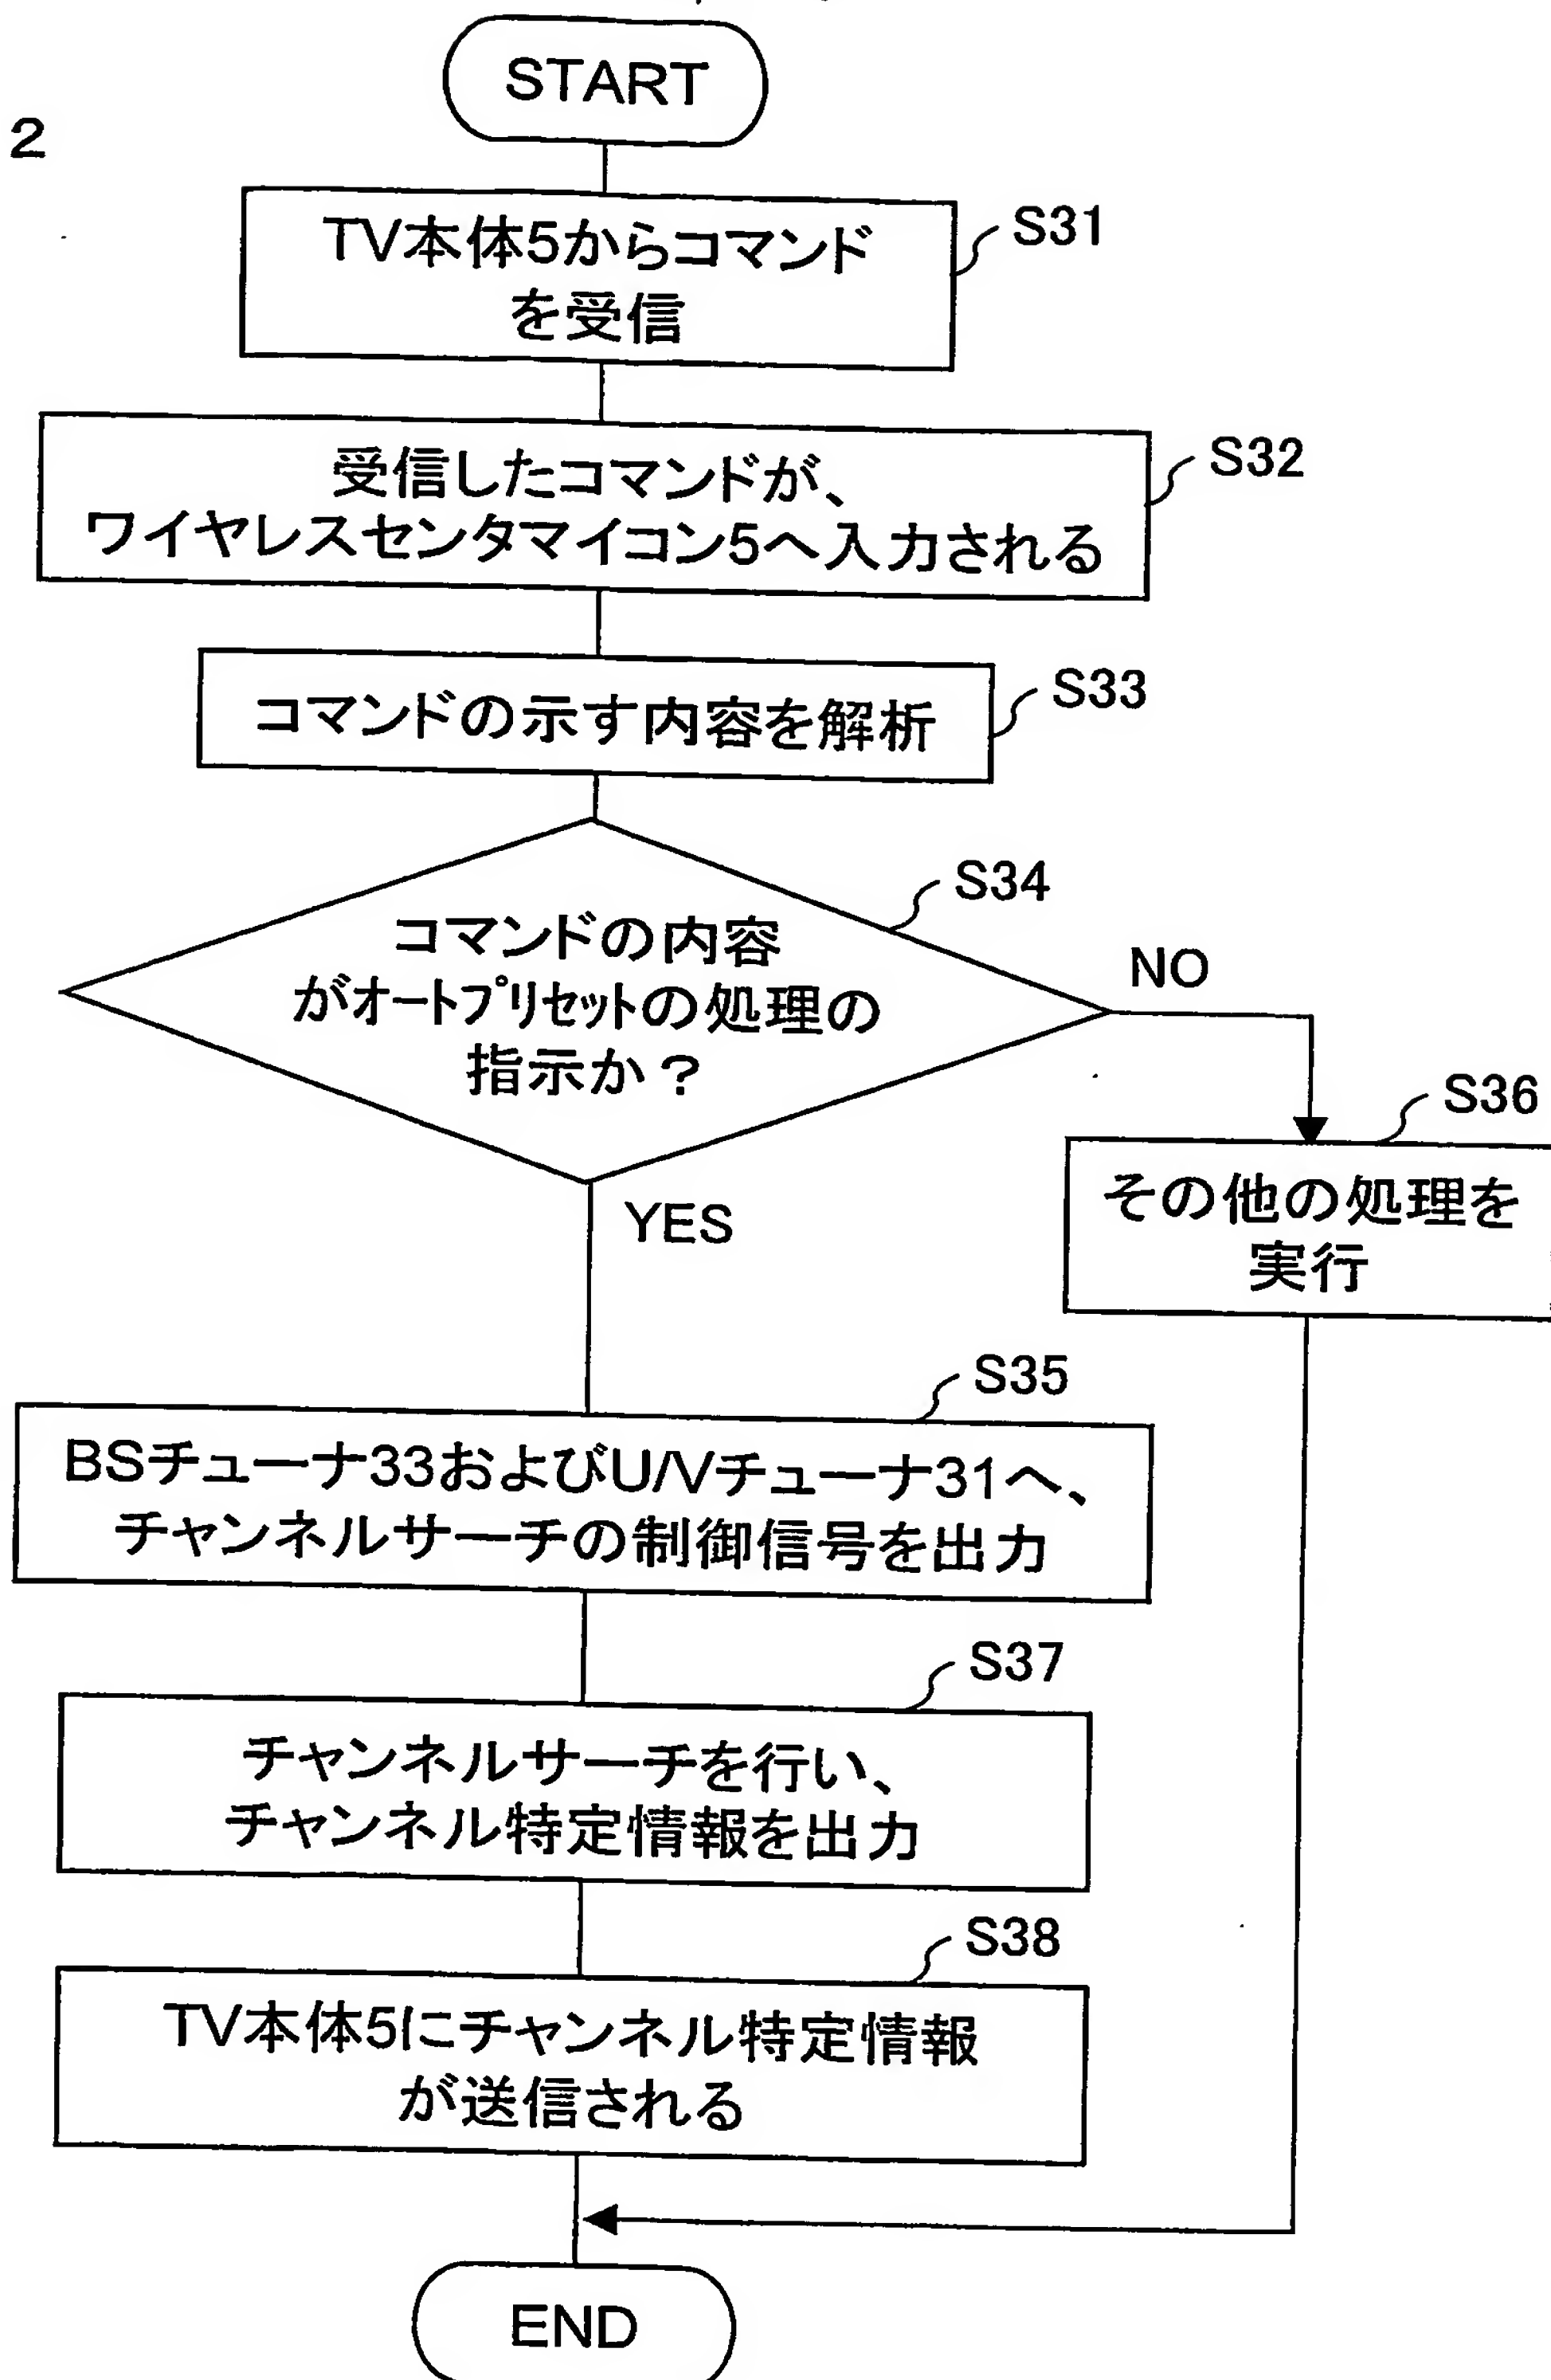 START
2
TV本体5からコマンド
を受信
S31
受信したコマンドが、
ワイヤレスセンタマイコン5へ入力される
S32
コマンドの示す内容を解析
S33
S34
コマンドの内容
がオートプリセットの処理の
指示か?
NO
YES
S36
その他の処理を
実行
S35
BSチューナ33およびU/Vチューナ31へ、
チャンネルサーチの制御信号を出力
S37
チャンネルサーチを行い、
チャンネル特定情報を出力
S38
TV本体5にチャンネル特定情報
が送信される
END